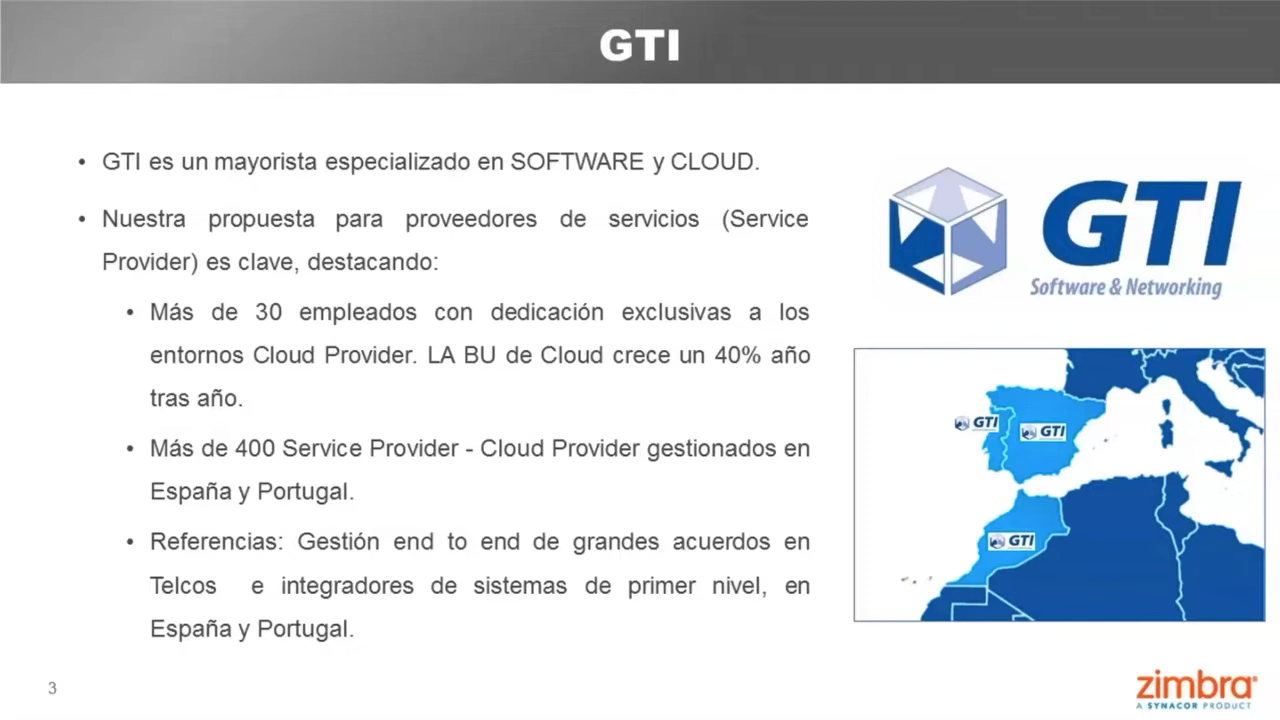 GTI
• GTI es un mayorista especializado en SOFTWARE y CLOUD.
• Nuestra propuesta para proveedores de servicios (Service
Provider) es clave, destacando:
• Más de 30 empleados con dedicación exclusivas a los
entornos Cloud Provider. LA BU de Cloud crece un 40% año
tras año.
• Más de 400 Service Provider - Cloud Provider gestionados en
España y Portugal.
• Referencias: Gestión end to end de grandes acuerdos en
Telcos e integradores de sistemas de primer nivel, en
España y Portugal.
GTI
Software & Networking
GTI
GTI
GTI
3
zimbra®
A SYNACOR PRODUCT